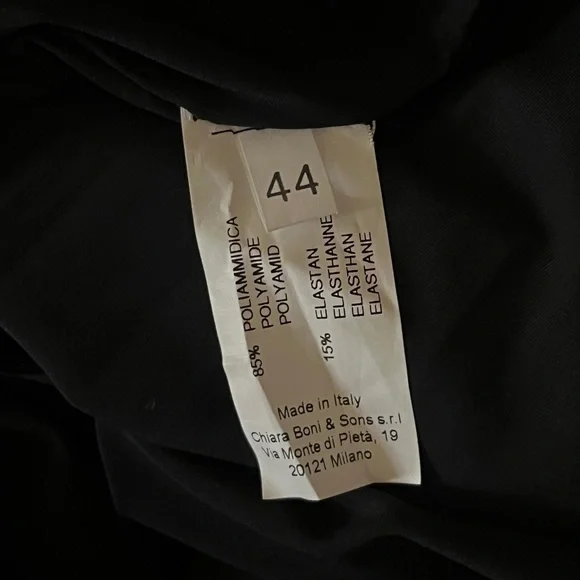 44
85% POLIAMMIDICA
POLYAMIDE
POLYAMID
15% ELASTAN
ELASTHANNE
ELASTHAN
ELASTANE
Made in Italy
Chiara Boni & Sons s.r.l
Via Monte di Pietà, 19
20121 Milano